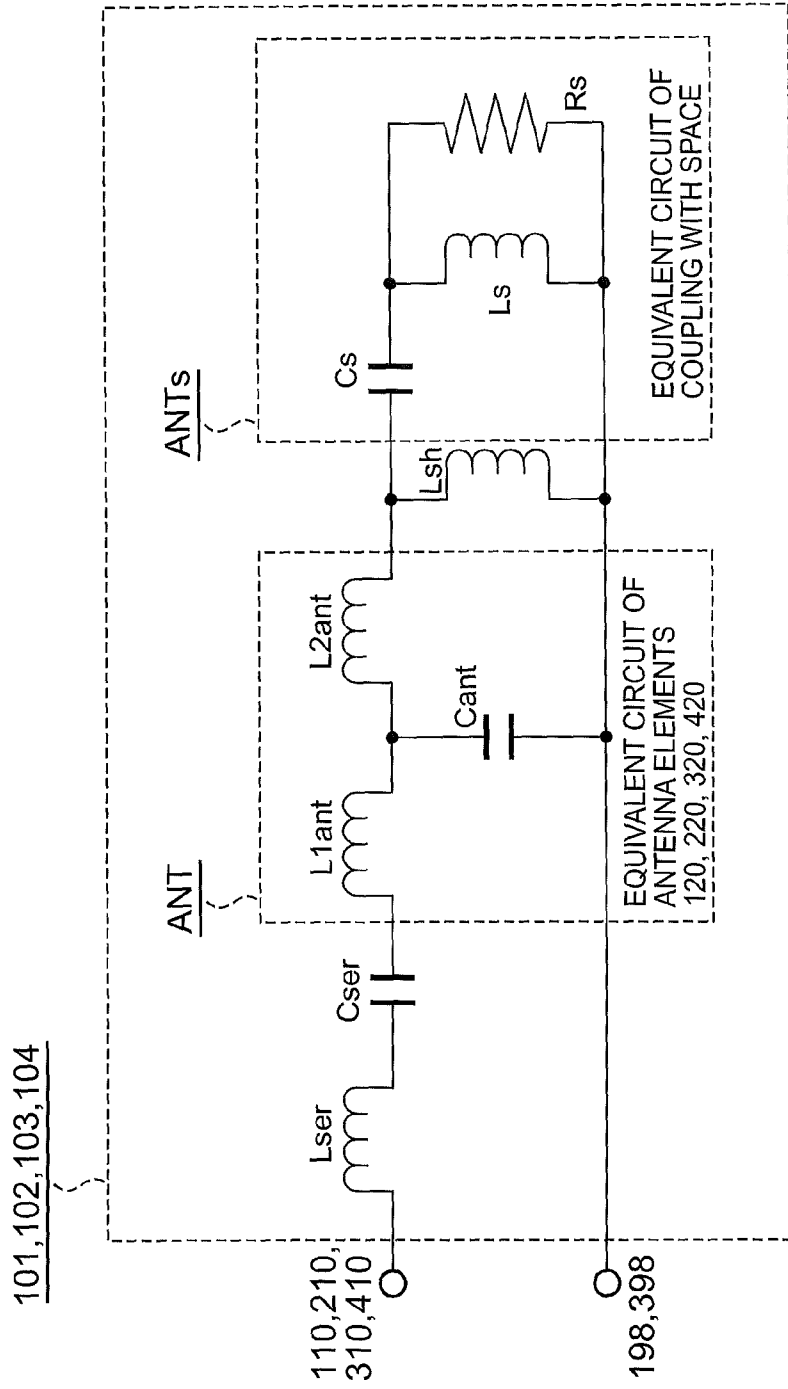 101,102,103,104
ANT
ANTs
Lser
Cser
L1ant
L2ant
Cant
Lsh
Cs
Ls
Rs
110,210,
310,410
198,398
EQUIVALENT CIRCUIT OF
ANTENNA ELEMENTS
120, 220, 320, 420
EQUIVALENT CIRCUIT OF
COUPLING WITH SPACE